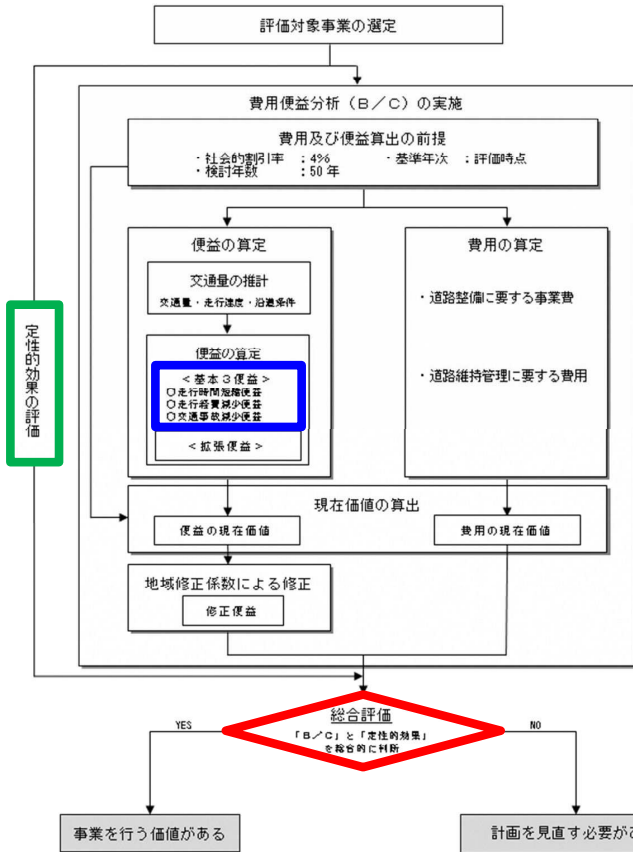 評価対象事業の選定
費用便益分析(B/C)の実施
費用及び便益算出の前提
・社会的割引率 :4% ・基準年次 :評価時点
・検討年数 :50年
便益の算定
交通量の推計
交通量・走行速度・沿道条件
便益の算定
<基本3便益>
○走行時間短縮便益
○走行経費減少便益
○交通事故減少便益
<拡張便益>
費用の算定
・道路整備に要する事業費
・道路維持管理に要する費用
定性的効果の評価
現在価値の算出
便益の現在価値
費用の現在価値
地域修正係数による修正
修正便益
総合評価
「B/C」と「定性的効果」
を総合的に判断
YES
NO
事業を行う価値がある
計画を見直す必要があ